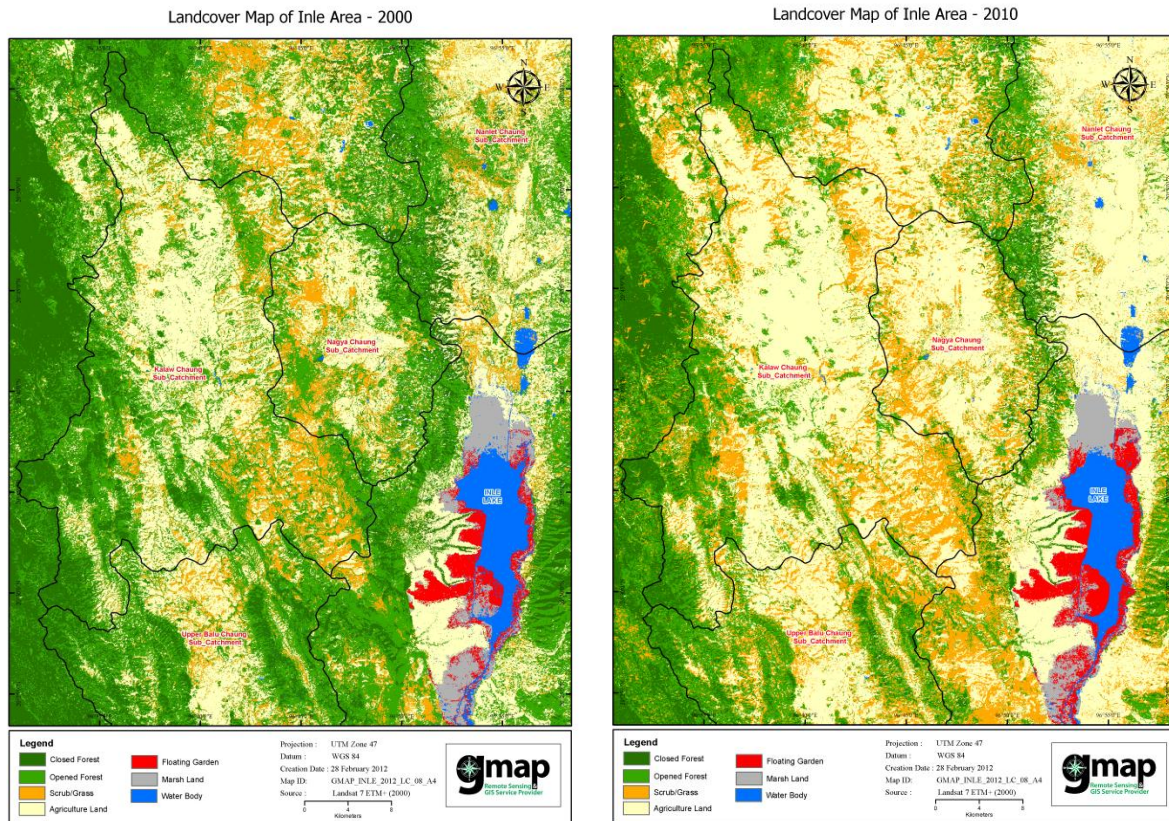 Landcover Map of Inle Area - 2000
N
W
E
S
Nanlet Chaung
Sub_Catchment
Nagya Chaung
Sub_Catchment
Kalaw Chaung
Sub_Catchment
INLE
LAKE
Upper Balu Chaung
Sub_Catchment
Legend
Closed Forest
Opened Forest
Scrub/Grass
Agriculture Land
Floating Garden
Marsh Land
Water Body
Projection : UTM Zone 47
Datum : WGS 84
Creation Date : 28 February 2012
Map ID: GMAP_INLE_2012_LC_08_A4
Source : Landsat 7 ETM+ (2000)
0 4 8
Kilometers
gmap
Remote Sensing &
GIS Service Provider
Landcover Map of Inle Area - 2010
N
W
E
S
Nanlet Chaung
Sub_Catchment
Nagya Chaung
Sub_Catchment
Kalaw Chaung
Sub_Catchment
INLE
LAKE
Upper Balu Chaung
Sub_Catchment
Legend
Closed Forest
Opened Forest
Scrub/Grass
Agriculture Land
Floating Garden
Marsh Land
Water Body
Projection : UTM Zone 47
Datum : WGS 84
Creation Date : 28 February 2012
Map ID: GMAP_INLE_2012_LC_08_A4
Source : Landsat 7 ETM+ (2000)
0 4 8
Kilometers
gmap
Remote Sensing &
GIS Service Provider